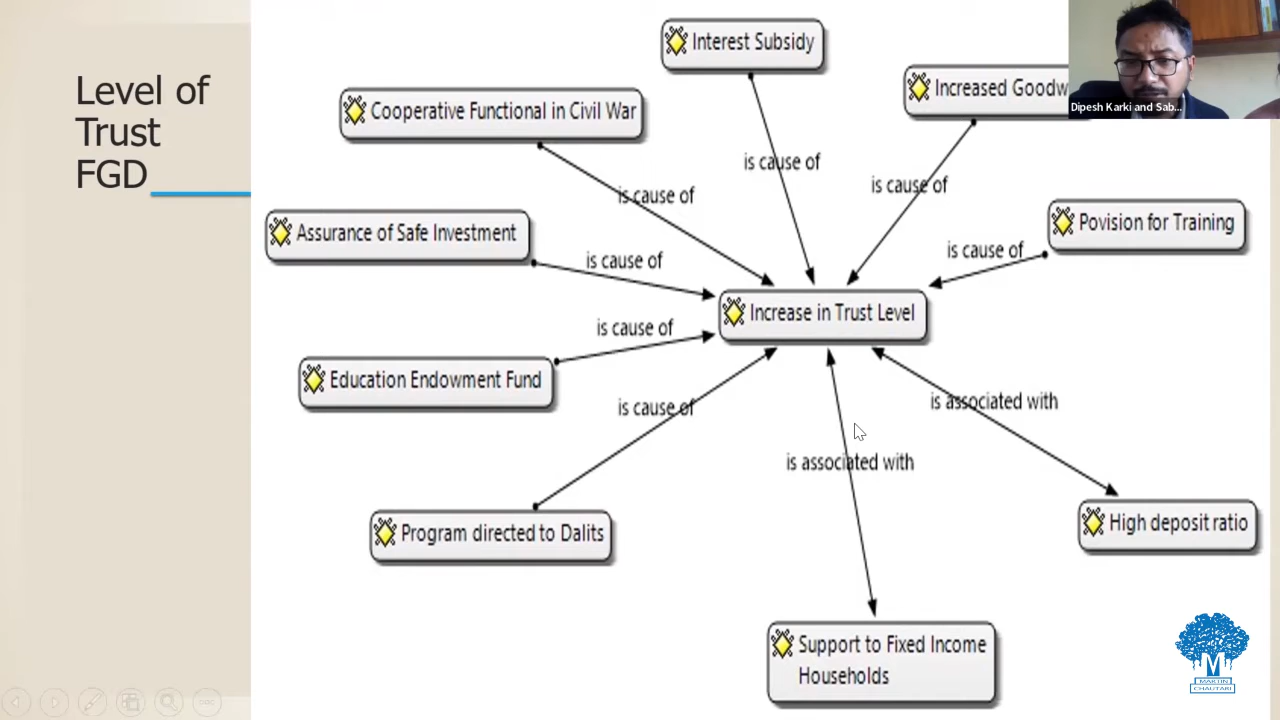 Level of
Trust
FGD
Interest Subsidy
Increased Goodw
Dipesh Karki and Sab...
Cooperative Functional in Civil War
is cause of
is cause of
is cause of
Assurance of Safe Investment
Povision for Training
is cause of
is cause of
Increase in Trust Level
is cause of
Education Endowment Fund
is cause of
is associated with
is associated with
Program directed to Dalits
High deposit ratio
Support to Fixed Income
Households
MARTIN
CHAUTARI